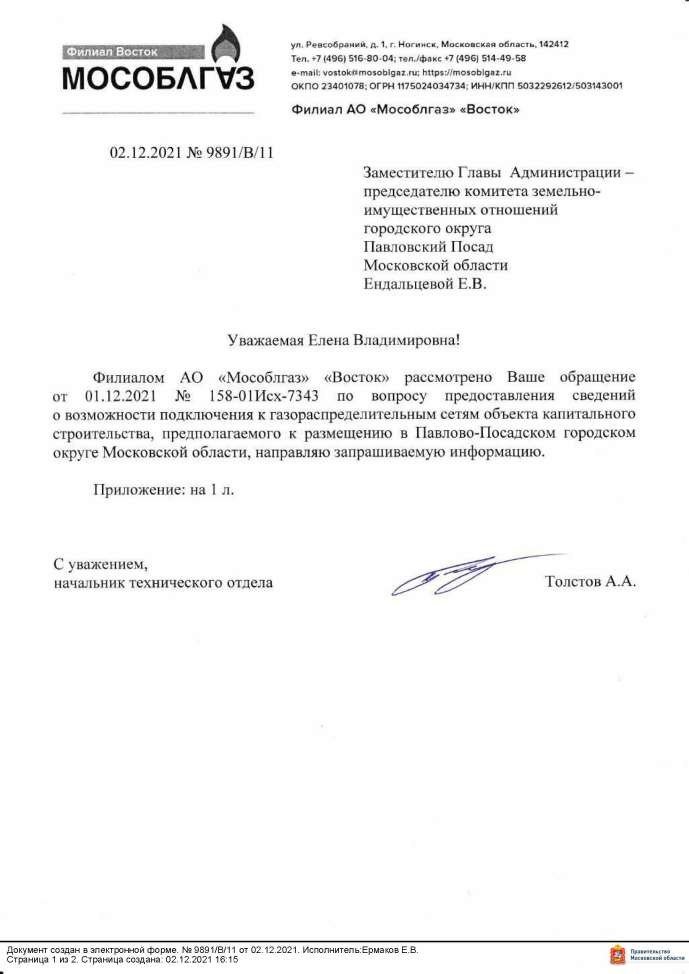 Филиал Восток
МОСОБЛГАЗ
ул. Ревсобраний, д. 1, г. Ногинск, Московская область, 142412
Тел. +7 (496) 516-80-04; тел./факс +7 (496) 514-49-58
e-mail: vostok@mosoblgaz.ru; https://mosoblgaz.ru
ОКПО 23401078; ОГРН 1175024034734; ИНН/КПП 5032292612/503143001
Филиал АО «Мособлгаз» «Восток»
02.12.2021 № 9891/В/11
Заместителю Главы Администрации –
председателю комитета земельно-
имущественных отношений
городского округа
Павловский Посад
Московской области
Ендальцевой Е.В.
Уважаемая Елена Владимировна!
Филиалом АО «Мособлгаз» «Восток» рассмотрено Ваше обращение
от 01.12.2021 № 158-01Исх-7343 по вопросу предоставления сведений
о возможности подключения к газораспределительным сетям объекта капитального
строительства, предполагаемого к размещению в Павлово-Посадском городском
округе Московской области, направляю запрашиваемую информацию.
Приложение: на 1 л.
С уважением,
начальник технического отдела
Толстов А.А.
Документ создан в электронной форме. № 9891/В/11 от 02.12.2021. Исполнитель:Ермаков Е.В.
Страница 1 из 2. Страница создана: 02.12.2021 16:15
Правительство
Московской области